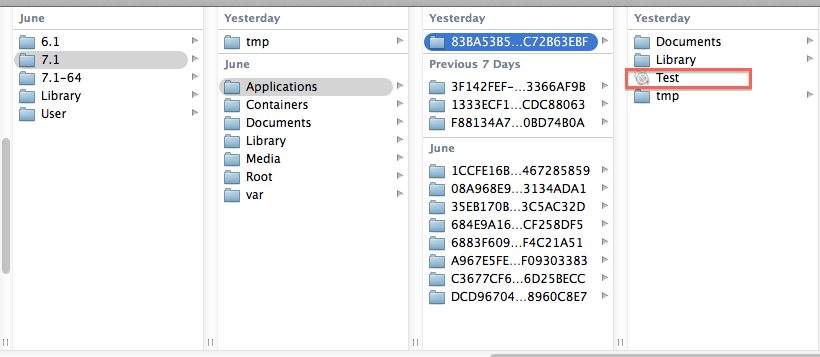 June
6.1
7.1
7.1-64
Library
User
Yesterday
tmp
June
Applications
Containers
Documents
Library
Media
Root
var
Yesterday
83BA53B5...C72B63EBF
Previous 7 Days
3F142FEF-...3366AF9B
1333ECF1...CDC88063
F88134A7...0BD74B0A
June
1CCFE16B...467285859
08A968E9...3134ADA1
35EB170B...3C5AC32D
684E9A16...CF258DF5
6883F609...F4C21A51
A967E5FE...F09303383
C3677CF6...6D25BECC
DCD96704...8960C8E7
Yesterday
Documents
Library
Test
tmp